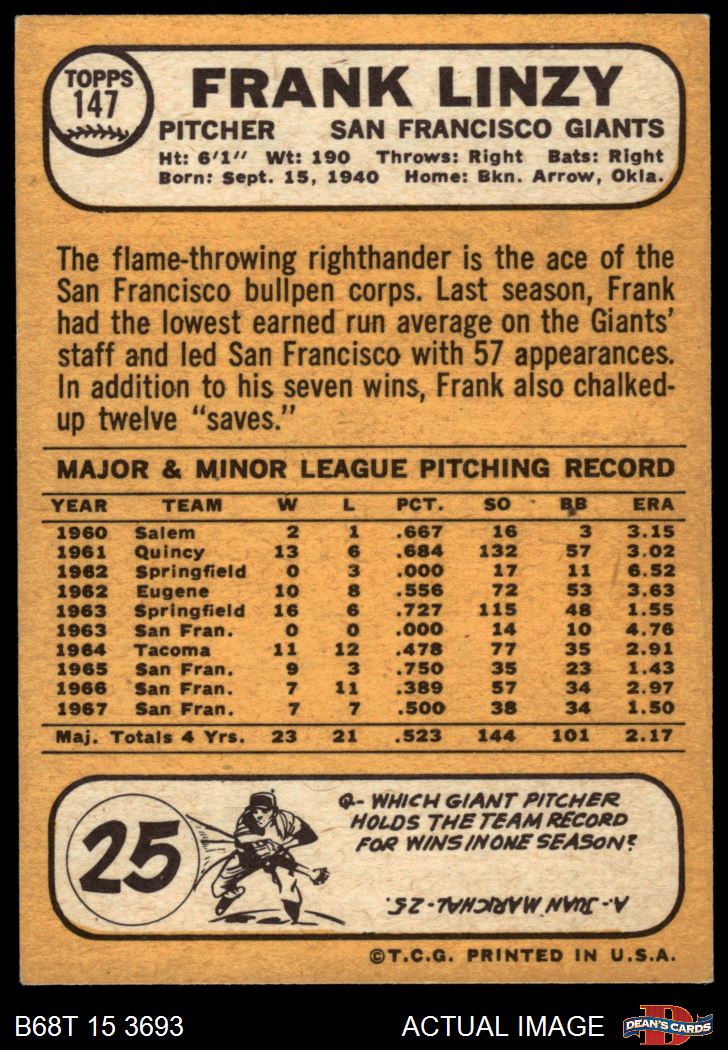 TOPPS
147
FRANK LINZY
PITCHER SAN FRANCISCO GIANTS
Ht: 6'1" Wt: 190 Throws: Right Bats: Right
Born: Sept. 15, 1940 Home: Bkn. Arrow, Okla.
The flame-throwing righthander is the ace of the
San Francisco bullpen corps. Last season, Frank
had the lowest earned run average on the Giants'
staff and led San Francisco with 57 appearances.
In addition to his seven wins, Frank also chalked-
up twelve "saves."
MAJOR & MINOR LEAGUE PITCHING RECORD
YEAR TEAM W L PCT. SO BB ERA
1960 Salem 2 1 .667 16 3 3.15
1961 Quincy 13 6 .684 132 57 3.02
1962 Springfield 0 3 .000 17 11 6.52
1962 Eugene 10 8 .556 72 53 3.63
1963 Springfield 16 6 .727 115 48 1.55
1963 San Fran. 0 0 .000 14 10 4.76
1964 Tacoma 11 12 .478 77 35 2.91
1965 San Fran. 9 3 .750 35 23 1.43
1966 San Fran. 7 11 .389 57 34 2.97
1967 San Fran. 7 7 .500 38 34 1.50
Maj. Totals 4 Yrs. 23 21 .523 144 101 2.17
25
Q- WHICH GIANT PITCHER
HOLDS THE TEAM RECORD
FOR WINS IN ONE SEASON?
A- JUAN MARICHAL - 25.
©T.C.G. PRINTED IN U.S.A.
B68T 15 3693 ACTUAL IMAGE
D
DEAN'S CARDS